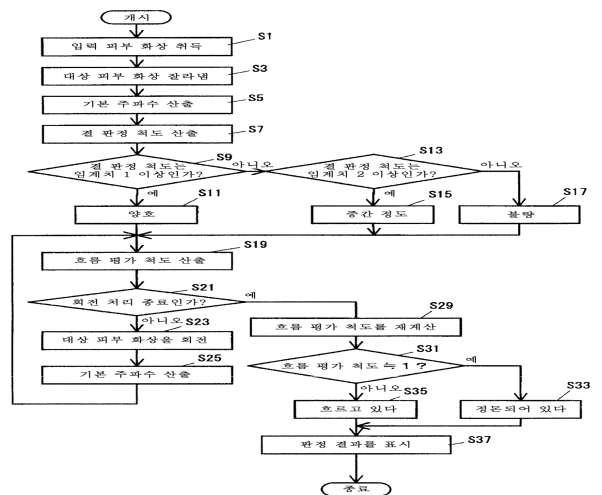 개시
입력 피부 화상 취득
S1
대상 피부 화상 잘라냄
S3
기본 주파수 산출
S5
결 판정 척도 산출
S7
결 판정 척도는
임계치 1 이상인가?
S9
아니오
예
결 판정 척도는
임계치 2 이상인가?
S13
아니오
예
양호
S11
중간 정도
S15
불량
S17
흐름 평가 척도 산출
S19
회전 처리 종료인가?
S21
예
아니오
대상 피부 화상을 회전
S23
기본 주파수 산출
S25
흐름 평가 척도를 재계산
S29
흐름 평가 척도≒1?
S31
예
아니오
흐르고 있다
S35
정돈되어 있다
S33
판정 결과를 표시
S37
종료